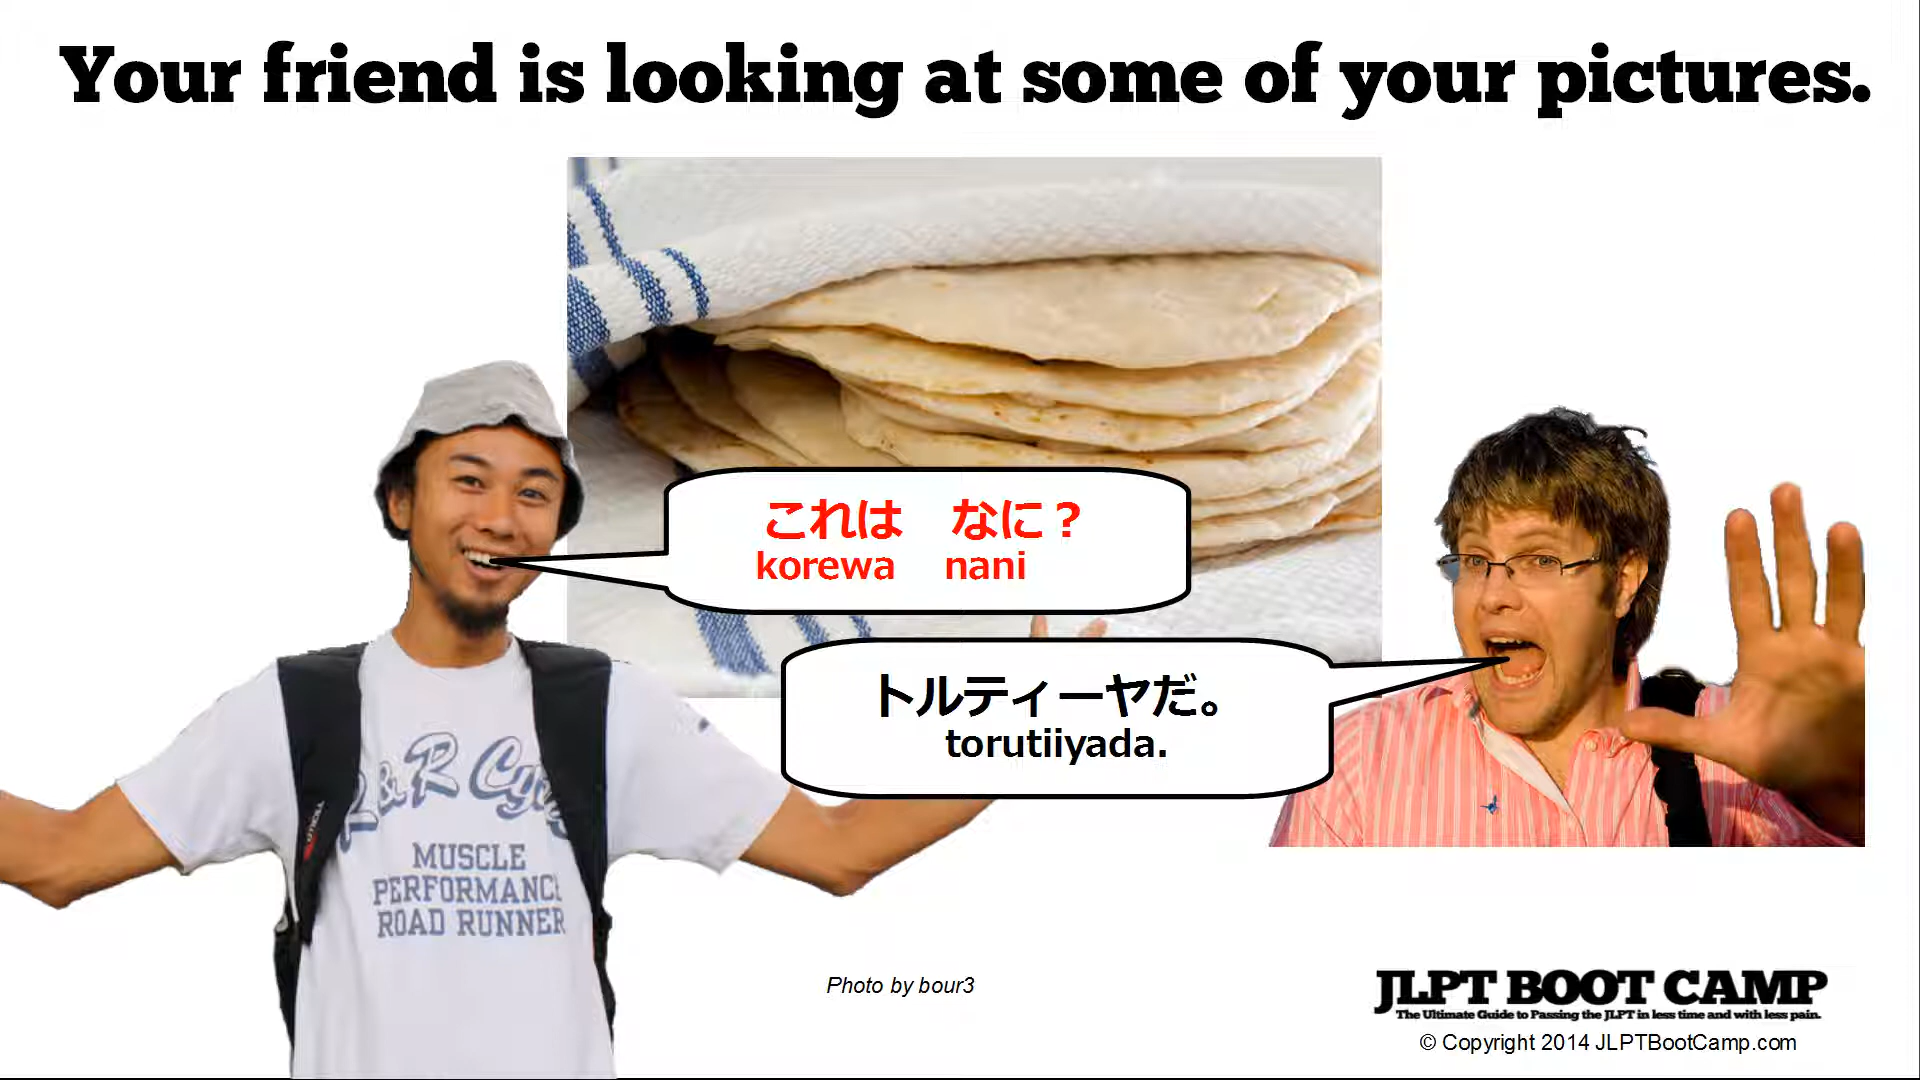 Your friend is looking at some of your pictures.
これは　なに？
korewa nani
トルティーヤだ。
torutiiyada.
R&R Cy
MUSCLE
PERFORMANC
ROAD RUNNER
Photo by bour3
JLPT BOOT CAMP
The Ultimate Guide to Passing the JLPT in less time and with less pain.
© Copyright 2014 JLPTBootCamp.com